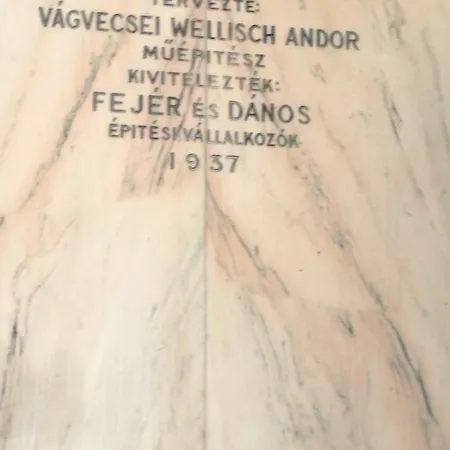 TERVEZTE:
VÁGVECSEI WELLISCH ANDOR
MŰÉPITÉSZ
KIVITELEZTÉK:
FEJÉR ÉS DÁNOS
ÉPITÉSI VÁLLALKOZÓK
1937